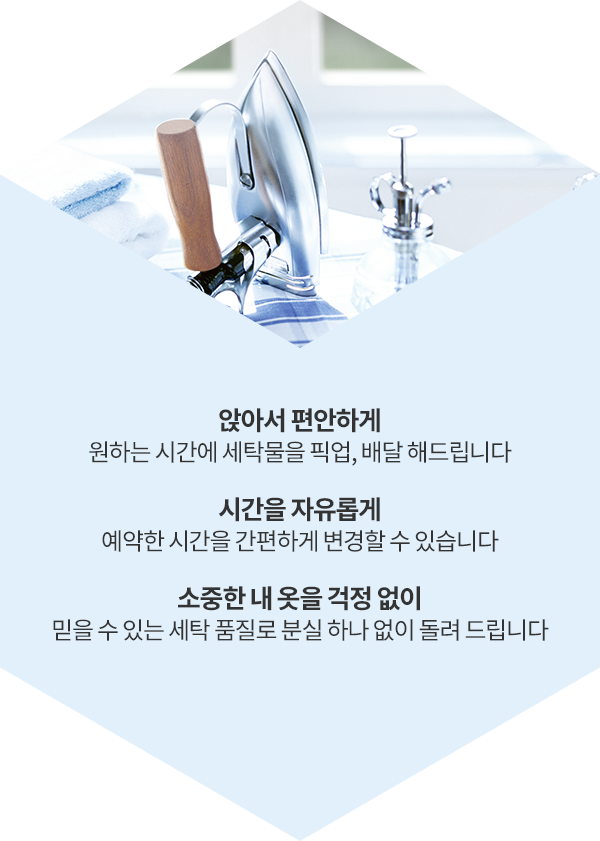 앉아서 편안하게
원하는 시간에 세탁물을 픽업, 배달 해드립니다
시간을 자유롭게
예약한 시간을 간편하게 변경할 수 있습니다
소중한 내 옷을 걱정 없이
믿을 수 있는 세탁 품질로 분실 하나 없이 돌려 드립니다